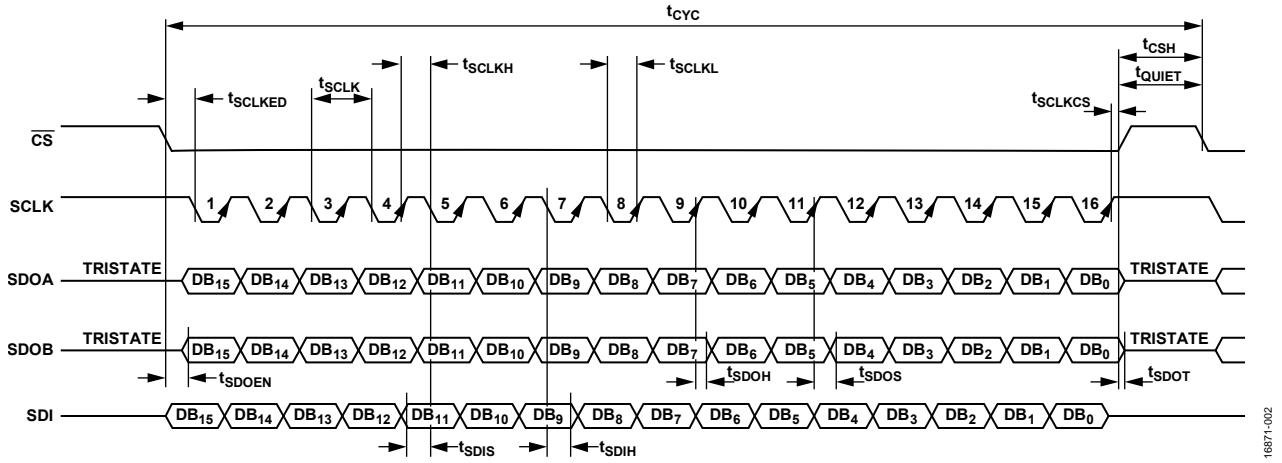 tCYC
tCSH
tSCLKH tSCLKL
tSCLK tQUIET
tSCLKED tSCLKCS
CS
SCLK 1 2 3 4 5 6 7 8 9 10 11 12 13 14 15 16
TRISTATE TRISTATE
SDOA DB15 DB14 DB13 DB12 DB11 DB10 DB9 DB8 DB7 DB6 DB5 DB4 DB3 DB2 DB1 DB0
TRISTATE TRISTATE
SDOB DB15 DB14 DB13 DB12 DB11 DB10 DB9 DB8 DB7 DB6 DB5 DB4 DB3 DB2 DB1 DB0
tSDOEN tSDOH tSDOS tSDOT
SDI DB15 DB14 DB13 DB12 DB11 DB10 DB9 DB8 DB7 DB6 DB5 DB4 DB3 DB2 DB1 DB0
tSDIS tSDIH
16871-002